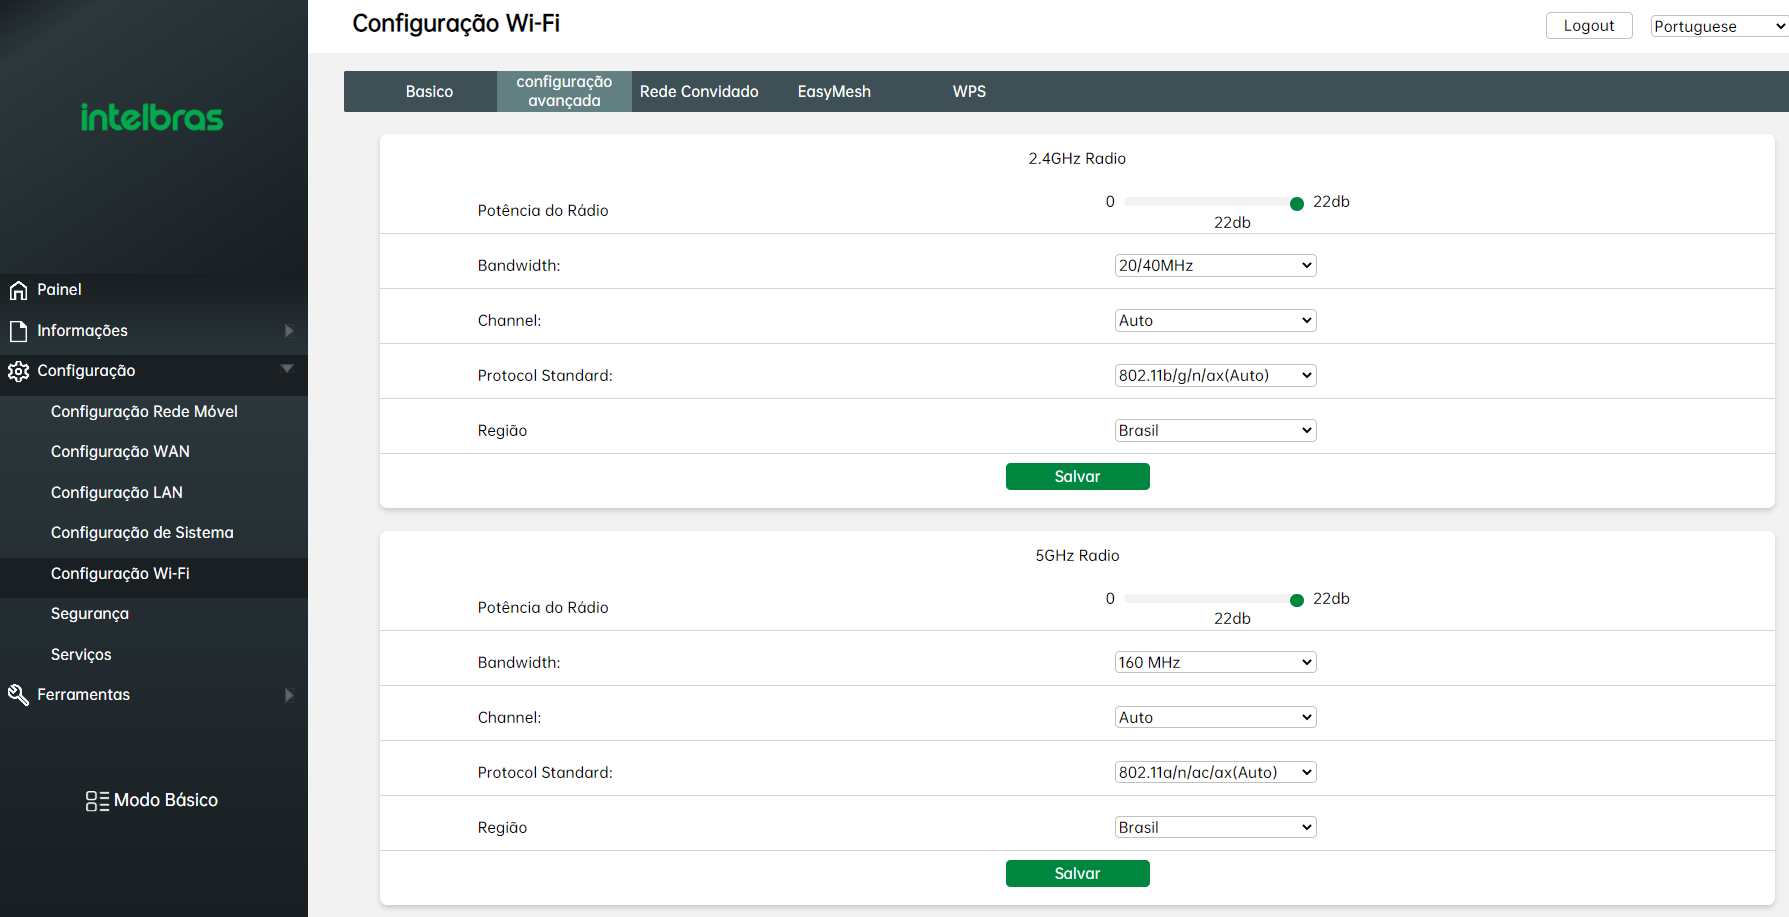 Configuração Wi-Fi
Logout
Portuguese
intelbras
Basico
configuração
avançada
Rede Convidado
EasyMesh
WPS
Painel
Informações
Configuração
Configuração Rede Móvel
Configuração WAN
Configuração LAN
Configuração de Sistema
Configuração Wi-Fi
Segurança
Serviços
Ferramentas
Modo Básico
2.4GHz Radio
Potência do Rádio
0
22db
22db
Bandwidth:
20/40MHz
Channel:
Auto
Protocol Standard:
802.11b/g/n/ax(Auto)
Região
Brasil
Salvar
5GHz Radio
Potência do Rádio
0
22db
22db
Bandwidth:
160 MHz
Channel:
Auto
Protocol Standard:
802.11a/n/ac/ax(Auto)
Região
Brasil
Salvar